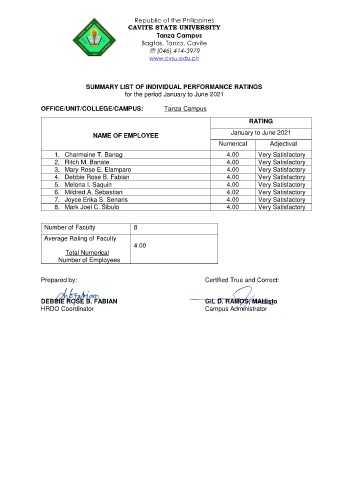 Republic of the Philippines
CAVITE STATE UNIVERSITY
Tanza Campus
Bagtas, Tanza, Cavite
☏ (046) 414-3979
www.cvsu.edu.ph
SUMMARY LIST OF INDIVIDUAL PERFORMANCE RATINGS
for the period January to June 2021
OFFICE/UNIT/COLLEGE/CAMPUS: Tanza Campus
NAME OF EMPLOYEE RATING
January to June 2021
Numerical Adjectival
1. Charmaine T. Banag 4.00 Very Satisfactory
2. Ritch M. Banate 4.00 Very Satisfactory
3. Mary Rose E. Elamparo 4.00 Very Satisfactory
4. Debbie Rose B. Fabian 4.00 Very Satisfactory
5. Melona I. Saquin 4.00 Very Satisfactory
6. Mildred A. Sebastian 4.02 Very Satisfactory
7. Joyce Erika S. Senaris 4.00 Very Satisfactory
8. Mark Joel C. Sibulo 4.00 Very Satisfactory
Number of Faculty 8
Average Rating of Faculty 4.00
Total Numerical
Number of Employees
Prepared by: Certified True and Correct:
DEBBIE ROSE B. FABIAN GIL D. RAMOS, MAHisto
HRDO Coordinator Campus Administrator